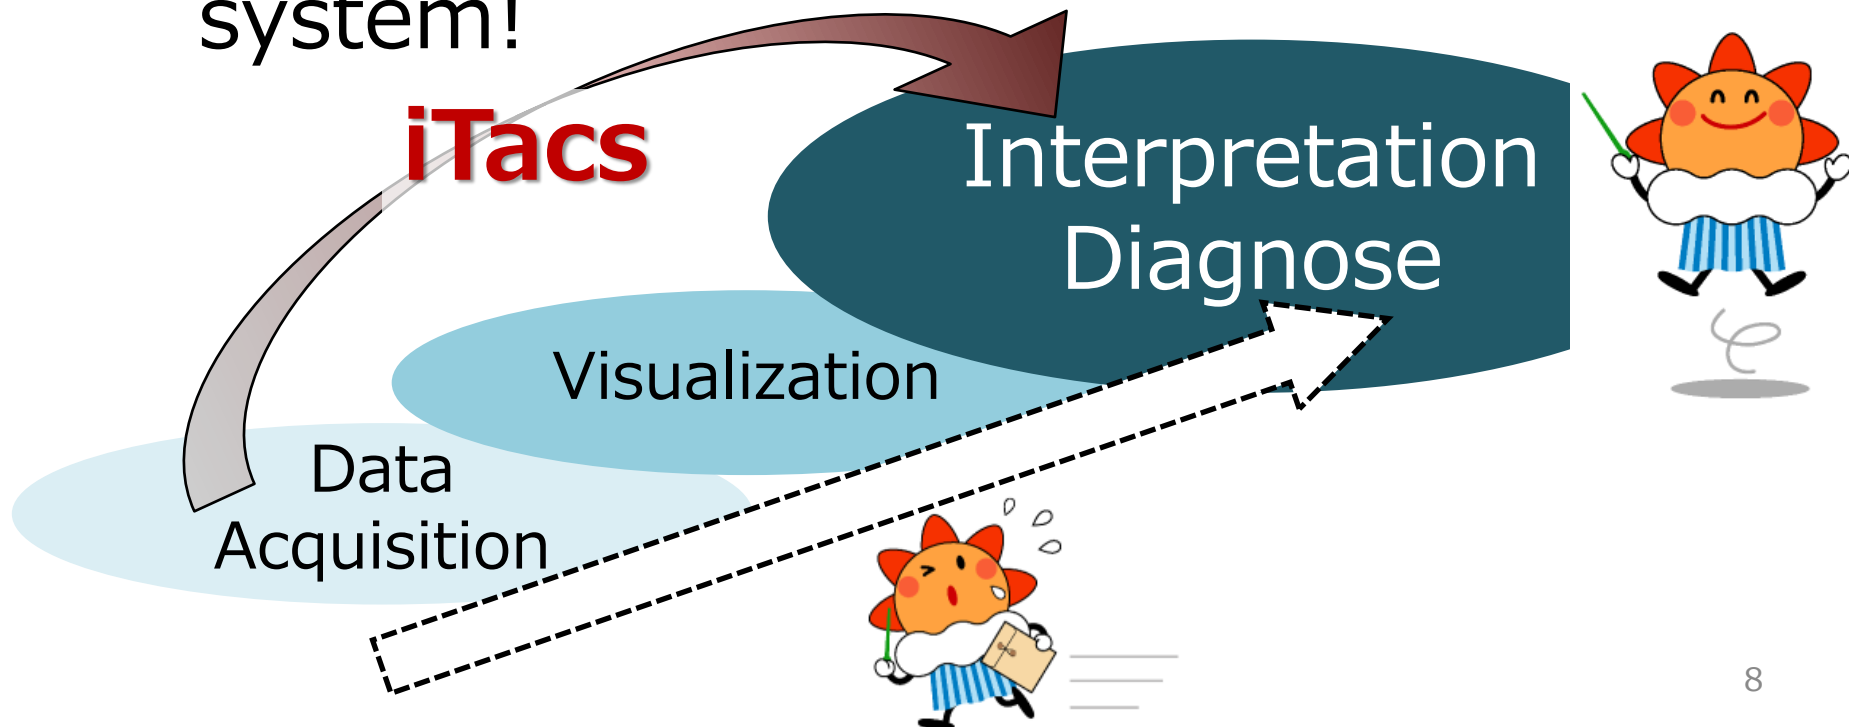 system!
iTacs
Interpretation
Diagnose
Visualization
Data
Acquisition
8